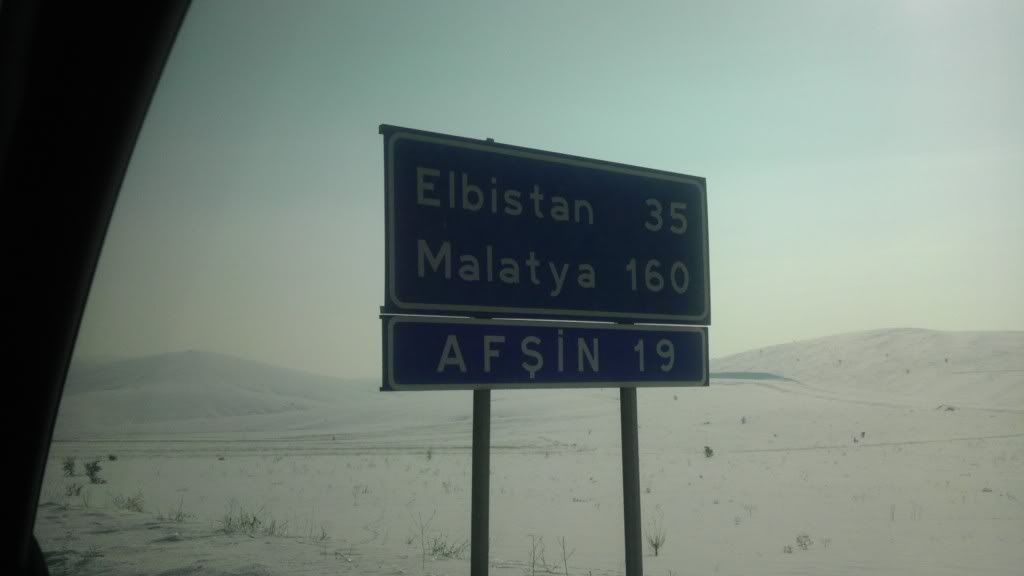 Elbistan 35
Malatya 160
AFŞİN 19